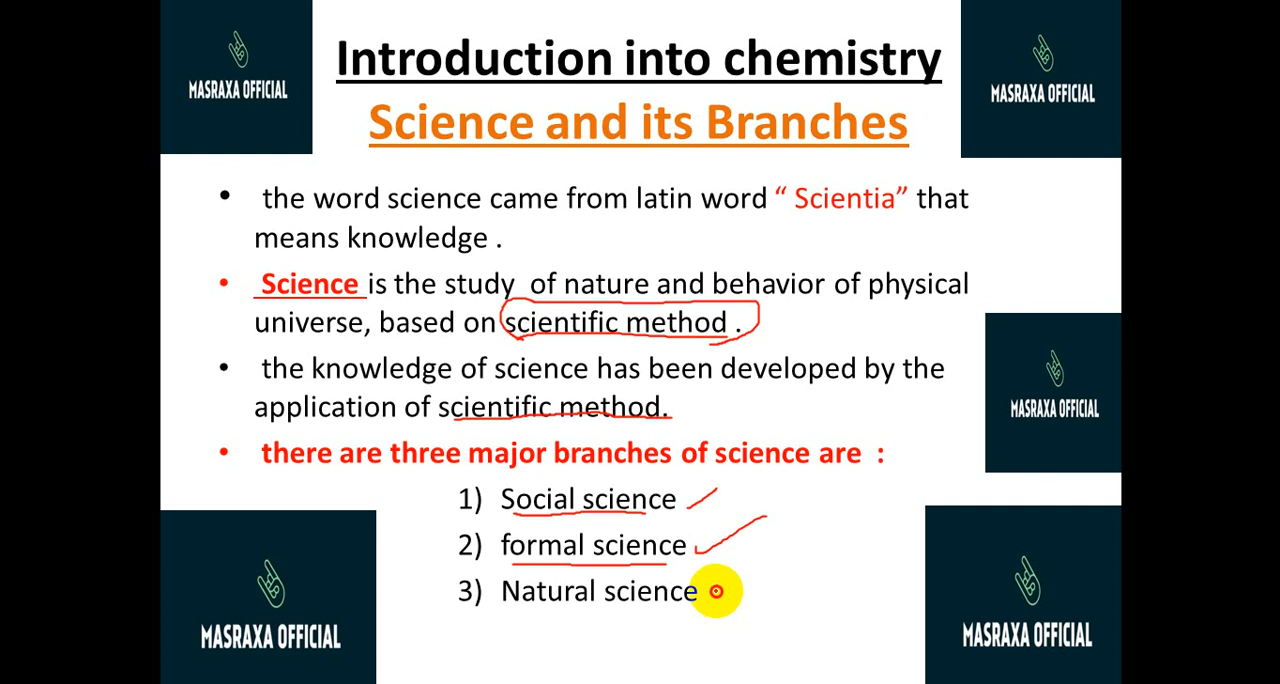 MASRAXA OFFICIAL
Introduction into chemistry
MASRAXA OFFICIAL
Science and its Branches
• the word science came from latin word “ Scientia” that
means knowledge .
• Science is the study of nature and behavior of physical
universe, based on scientific method .
• the knowledge of science has been developed by the
application of scientific method.
MASRAXA OFFICIAL
• there are three major branches of science are :
1) Social science
2) formal science
3) Natural science
MASRAXA OFFICIAL
MASRAXA OFFICIAL